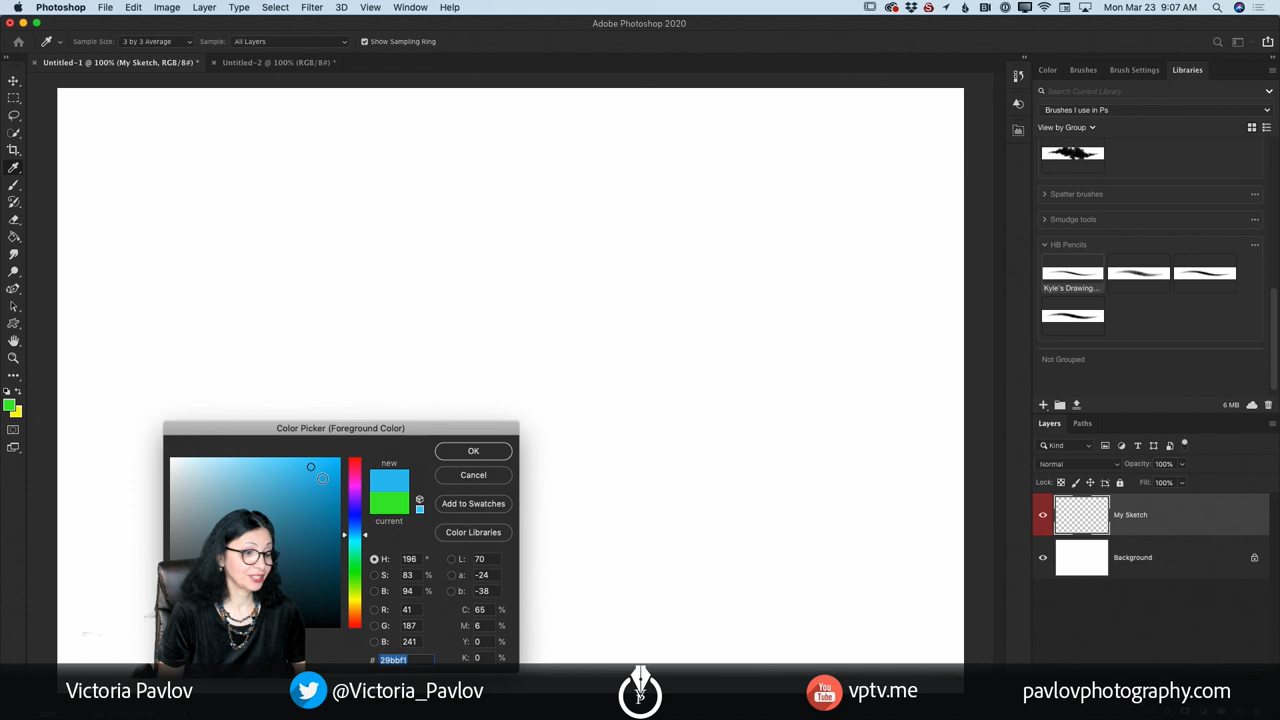 Photoshop File Edit Image Layer Type Select Filter 3D View Window Help
Mon Mar 23 9:07 AM
Adobe Photoshop 2020
Sample Size: 3 by 3 Average Sample: All Layers Show Sampling Ring
Untitled-1 @ 100% (My Sketch, RGB/8#) * Untitled-2 @ 100% (RGB/8#) *
Color Brushes Brush Settings Libraries
Search Current Library
Brushes I use in Ps
View by Group
Spatter brushes
Smudge tools
HB Pencils
Kyle's Drawing...
Not Grouped
6 MB
Layers Paths
Kind
Normal Opacity: 100%
Lock: Fill: 100%
My Sketch
Background
Color Picker (Foreground Color)
new
current
OK
Cancel
Add to Swatches
Color Libraries
H: 196 ° L: 70
S: 83 % a: -24
B: 94 % b: -38
R: 41 C: 65 %
G: 187 M: 6 %
B: 241 Y: 0 %
# 29bbf1 K: 0 %
Victoria Pavlov @Victoria_Pavlov You Tube vptv.me pavlovphotography.com